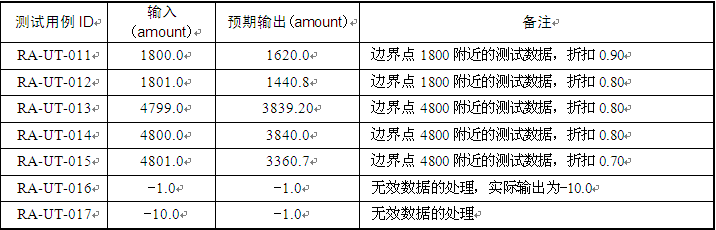 测试用例 ID 输入（amount） 预期输出（amount） 备注
RA-UT-011 1800.0 1620.0 边界点 1800 附近的测试数据，折扣 0.90
RA-UT-012 1801.0 1440.8 边界点 1800 附近的测试数据，折扣 0.80
RA-UT-013 4799.0 3839.20 边界点 4800 附近的测试数据，折扣 0.80
RA-UT-014 4800.0 3840.0 边界点 4800 附近的测试数据，折扣 0.80
RA-UT-015 4801.0 3360.7 边界点 4800 附近的测试数据，折扣 0.70
RA-UT-016 -1.0 -1.0 无效数据的处理，实际输出为-10.0
RA-UT-017 -10.0 -1.0 无效数据的处理